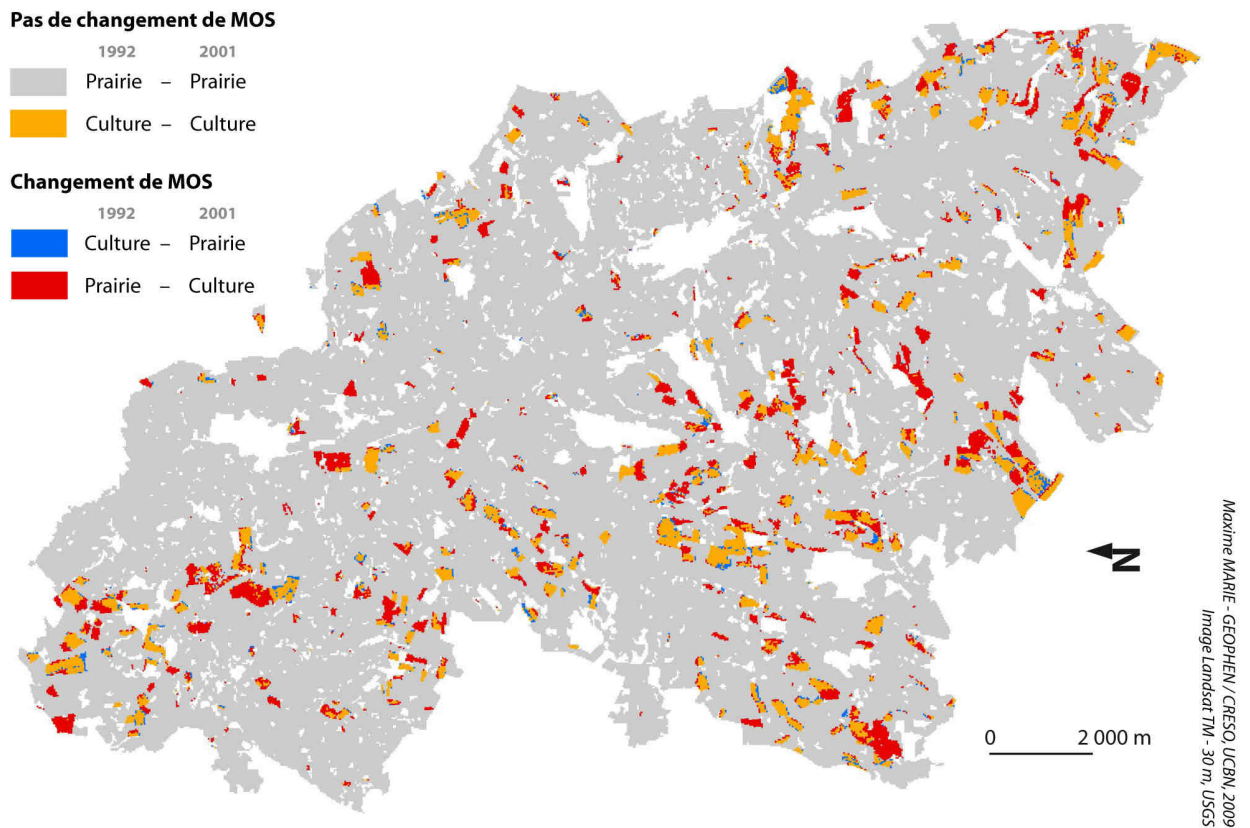 Pas de changement de MOS
1992 2001
Prairie – Prairie
Culture – Culture
Changement de MOS
1992 2001
Culture – Prairie
Prairie – Culture
N
0 2 000 m
Maxime MARIE - GEOPHEN / CRESO, UCBN, 2009
Image Landsat TM - 30 m, USGS